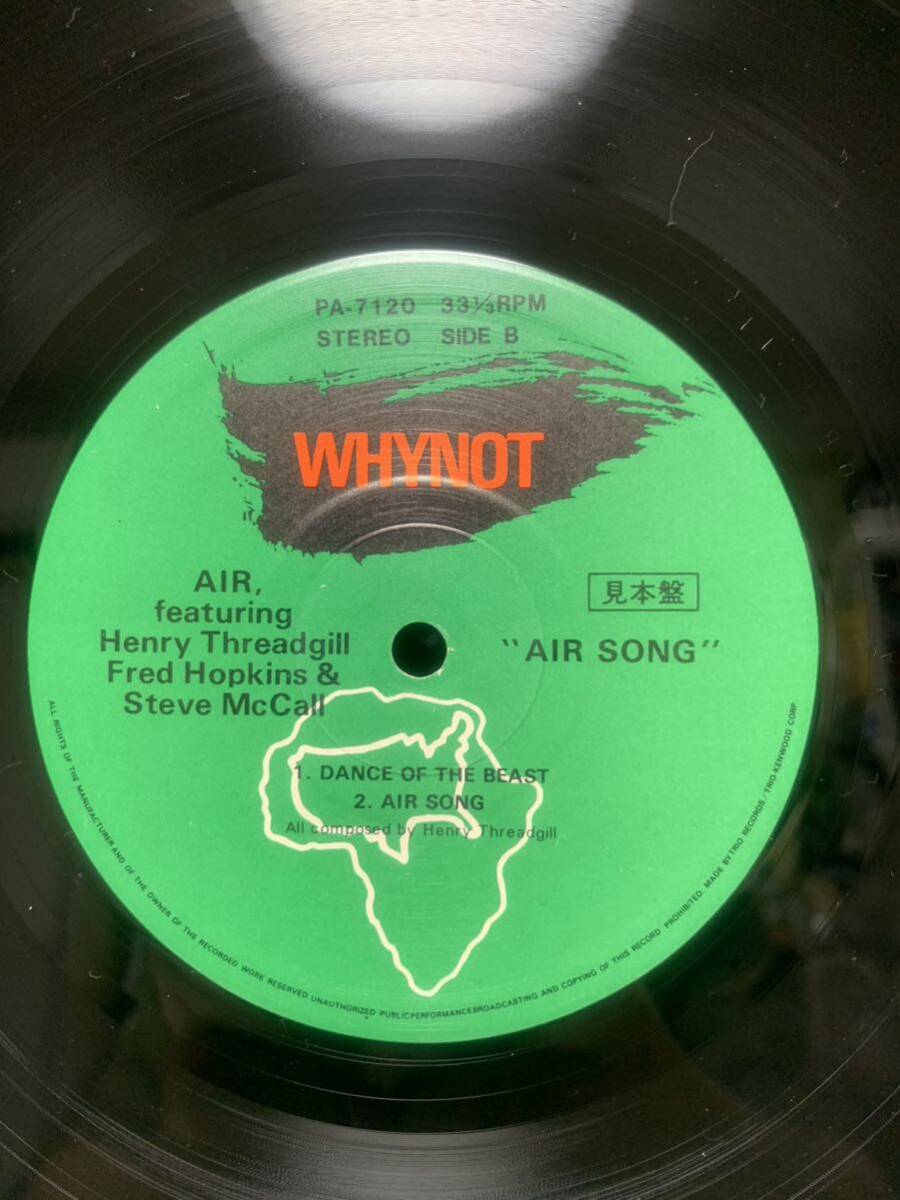 PA-7120 33⅓RPM
STEREO SIDE B
WHYNOT
AIR,
featuring
Henry Threadgill
Fred Hopkins &
Steve McCall
見本盤
"AIR SONG"
1. DANCE OF THE BEAST
2. AIR SONG
All composed by Henry Threadgill
ALL RIGHTS OF THE MANUFACTURER AND OF THE OWNER OF THE RECORDED WORK RESERVED UNAUTHORIZED PUBLIC·PERFORMANCEBROADCASTING AND COPYING OF THIS RECORD PROHIBITED. MADE BY TRIO RECORDS/TRIO-KENWOOD CORP